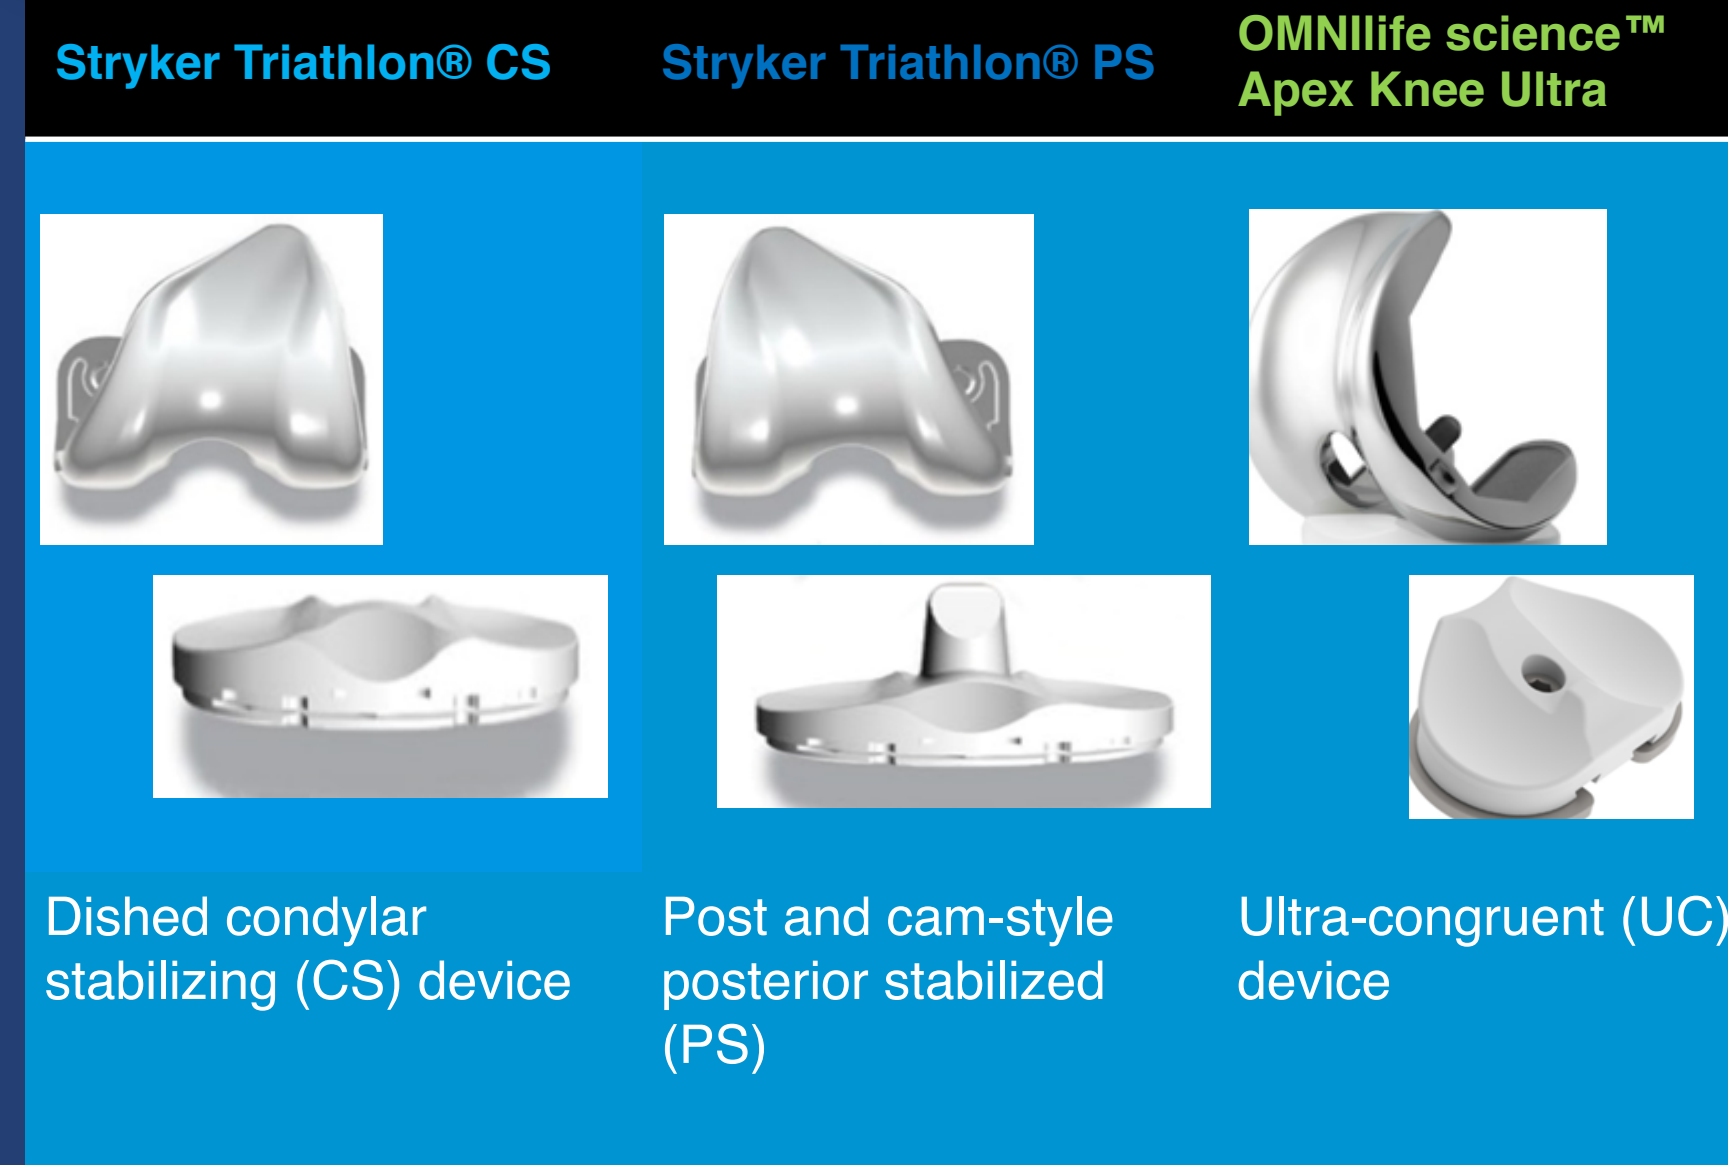 Stryker Triathlon® CS
Stryker Triathlon® PS
OMNIlife science™
Apex Knee Ultra
Dished condylar
stabilizing (CS) device
Post and cam-style
posterior stabilized
(PS)
Ultra-congruent (UC)
device